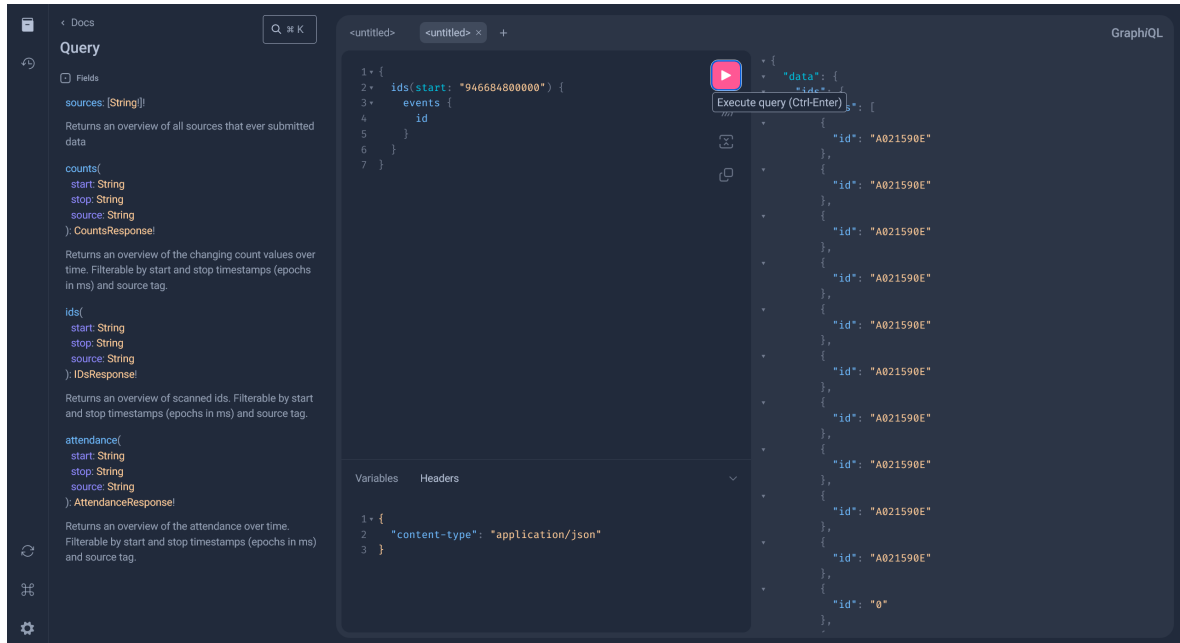 Docs
⌘ K
Query
Fields
sources: [String!]!
Returns an overview of all sources that ever submitted
data
counts(
start: String
stop: String
source: String
): CountsResponse!
Returns an overview of the changing count values over
time. Filterable by start and stop timestamps (epochs
in ms) and source tag.
ids(
start: String
stop: String
source: String
): IDsResponse!
Returns an overview of scanned ids. Filterable by start
and stop timestamps (epochs in ms) and source tag.
attendance(
start: String
stop: String
source: String
): AttendanceResponse!
Returns an overview of the attendance over time.
Filterable by start and stop timestamps (epochs in ms)
and source tag.
<untitled>
<untitled> ×
+
GraphiQL
1 {
2 ids(start: "946684800000") {
3 events {
4 id
5 }
6 }
7 }
Execute query (Ctrl-Enter)
Variables
Headers
1 {
2 "content-type": "application/json"
3 }
{
"data": {
"ids": {
s": [
{
"id": "A021590E"
},
{
"id": "A021590E"
},
{
"id": "A021590E"
},
{
"id": "A021590E"
},
{
"id": "A021590E"
},
{
"id": "A021590E"
},
{
"id": "A021590E"
},
{
"id": "A021590E"
},
{
"id": "A021590E"
},
{
"id": "A021590E"
},
{
"id": "0"
},